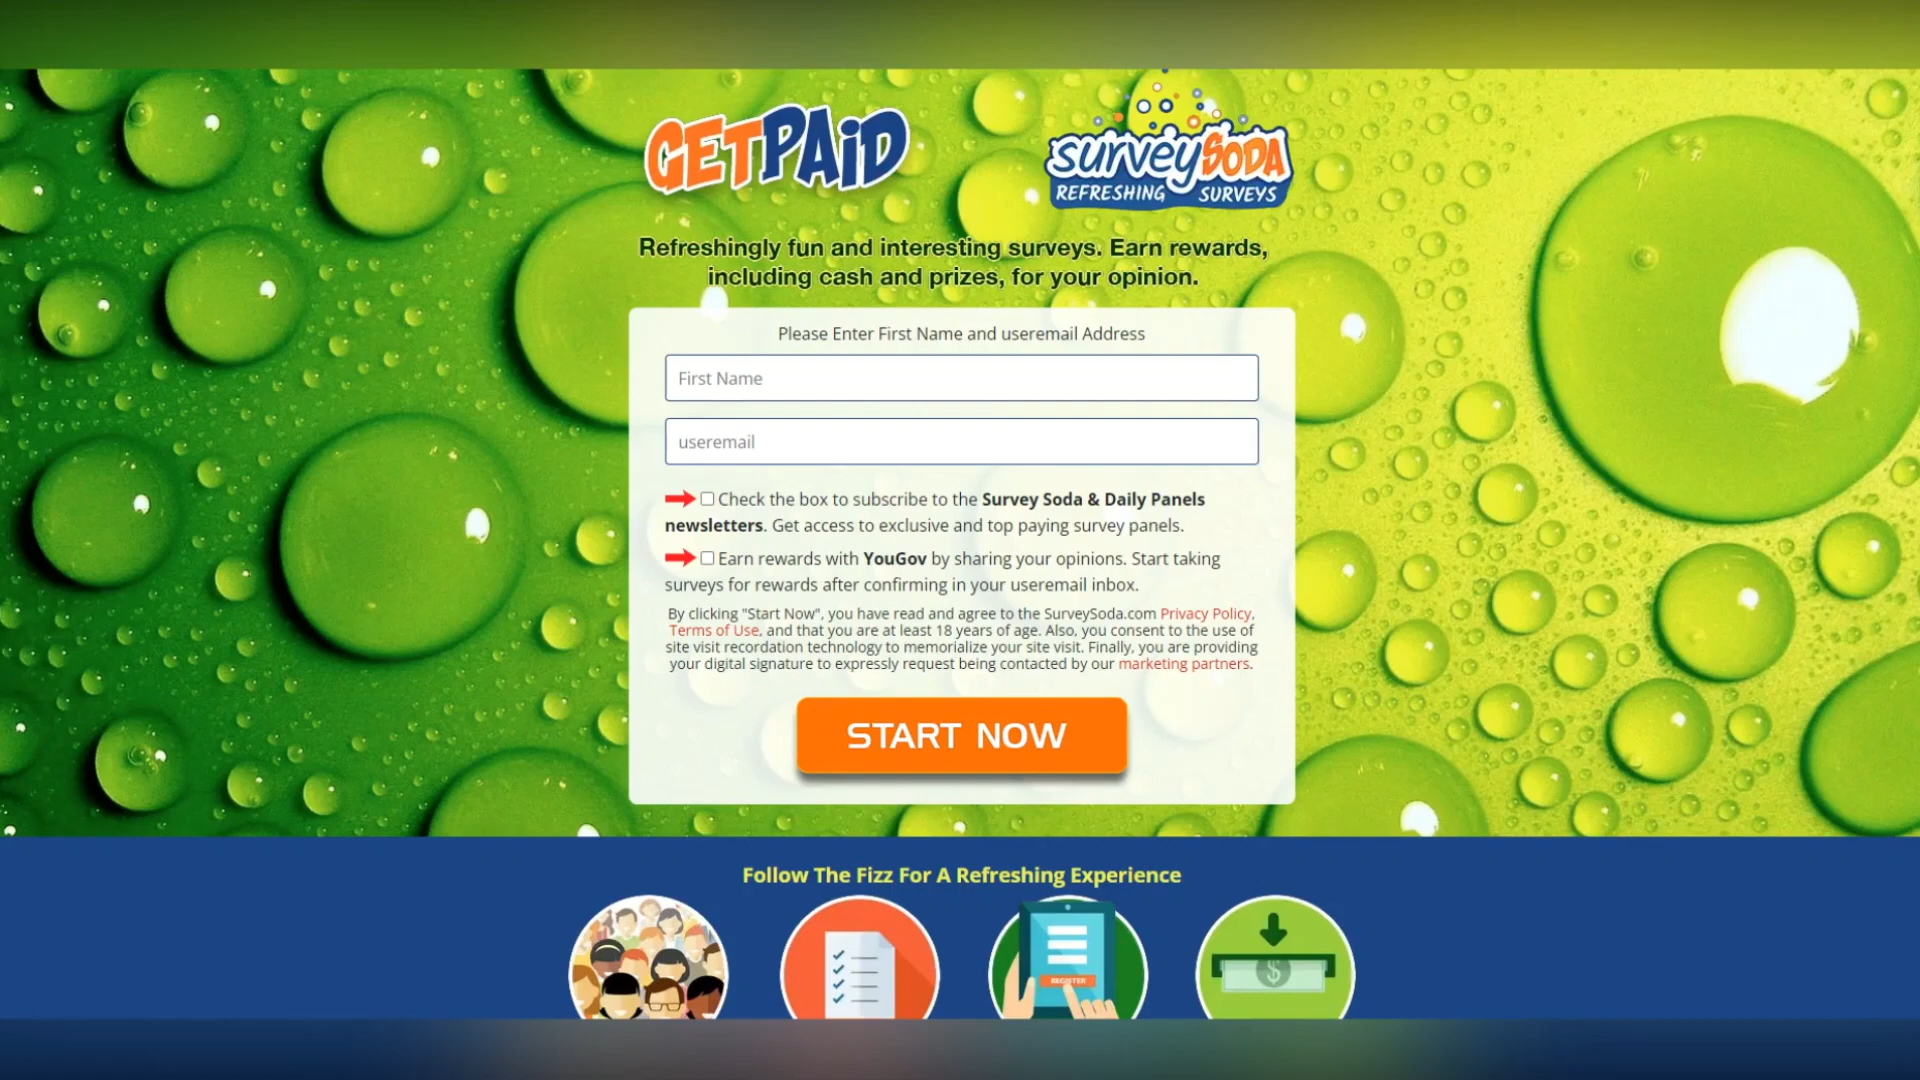 GETPAiD
surveySODA
REFRESHING SURVEYS
Refreshingly fun and interesting surveys. Earn rewards,
including cash and prizes, for your opinion.
Please Enter First Name and useremail Address
First Name
useremail
Check the box to subscribe to the Survey Soda & Daily Panels
newsletters. Get access to exclusive and top paying survey panels.
Earn rewards with YouGov by sharing your opinions. Start taking
surveys for rewards after confirming in your useremail inbox.
By clicking "Start Now", you have read and agree to the SurveySoda.com Privacy Policy,
Terms of Use, and that you are at least 18 years of age. Also, you consent to the use of
site visit recordation technology to memorialize your site visit. Finally, you are providing
your digital signature to expressly request being contacted by our marketing partners.
START NOW
Follow The Fizz For A Refreshing Experience
REGISTER
$